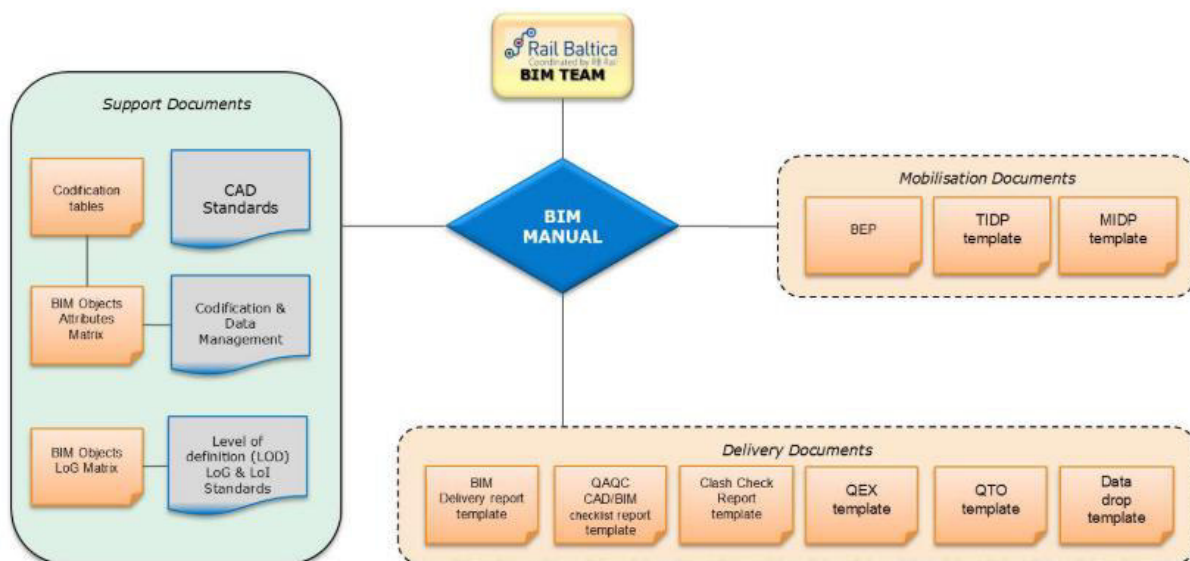 Rail Baltica
Coordinated by RB Rail
BIM TEAM
Support Documents
Codification
tables
CAD
Standards
BIM Objects
Attributes
Matrix
Codification &
Data
Management
BIM Objects
LoG Matrix
Level of
definition (LOD)
LoG & LoI
Standards
BIM
MANUAL
Mobilisation Documents
BEP
TIDP
template
MIDP
template
Delivery Documents
BIM
Delivery report
template
QAQC
CAD/BIM
checklist report
template
Clash Check
Report
template
QEX
template
QTO
template
Data
drop
template